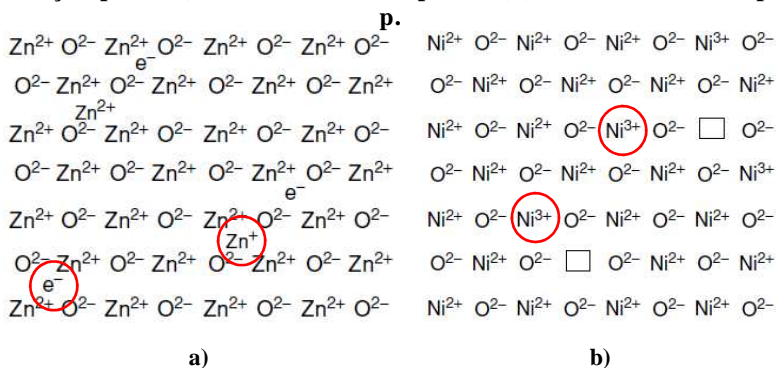 p.
Zn²⁺ O²⁻ Zn²⁺ O²⁻ Zn²⁺ O²⁻ Zn²⁺ O²⁻
e⁻
O²⁻ Zn²⁺ O²⁻ Zn²⁺ O²⁻ Zn²⁺ O²⁻ Zn²⁺
Zn²⁺
Zn²⁺ O²⁻ Zn²⁺ O²⁻ Zn²⁺ O²⁻ Zn²⁺ O²⁻
O²⁻ Zn²⁺ O²⁻ Zn²⁺ O²⁻ Zn²⁺ O²⁻ Zn²⁺
e⁻
Zn²⁺ O²⁻ Zn²⁺ O²⁻ Zn²⁺ O²⁻ Zn²⁺ O²⁻
Zn⁺
O²⁻ Zn²⁺ O²⁻ Zn²⁺ O²⁻ Zn²⁺ O²⁻ Zn²⁺
e⁻
Zn²⁺ O²⁻ Zn²⁺ O²⁻ Zn²⁺ O²⁻ Zn²⁺ O²⁻
a)
Ni²⁺ O²⁻ Ni²⁺ O²⁻ Ni²⁺ O²⁻ Ni³⁺ O²⁻
O²⁻ Ni²⁺ O²⁻ Ni²⁺ O²⁻ Ni²⁺ O²⁻ Ni²⁺
Ni²⁺ O²⁻ Ni²⁺ O²⁻ Ni³⁺ O²⁻ O²⁻
O²⁻ Ni²⁺ O²⁻ Ni²⁺ O²⁻ Ni²⁺ O²⁻ Ni³⁺
Ni²⁺ O²⁻ Ni³⁺ O²⁻ Ni²⁺ O²⁻ Ni²⁺ O²⁻
O²⁻ Ni²⁺ O²⁻ O²⁻ Ni²⁺ O²⁻ Ni²⁺
Ni²⁺ O²⁻ Ni²⁺ O²⁻ Ni²⁺ O²⁻ Ni²⁺ O²⁻
b)